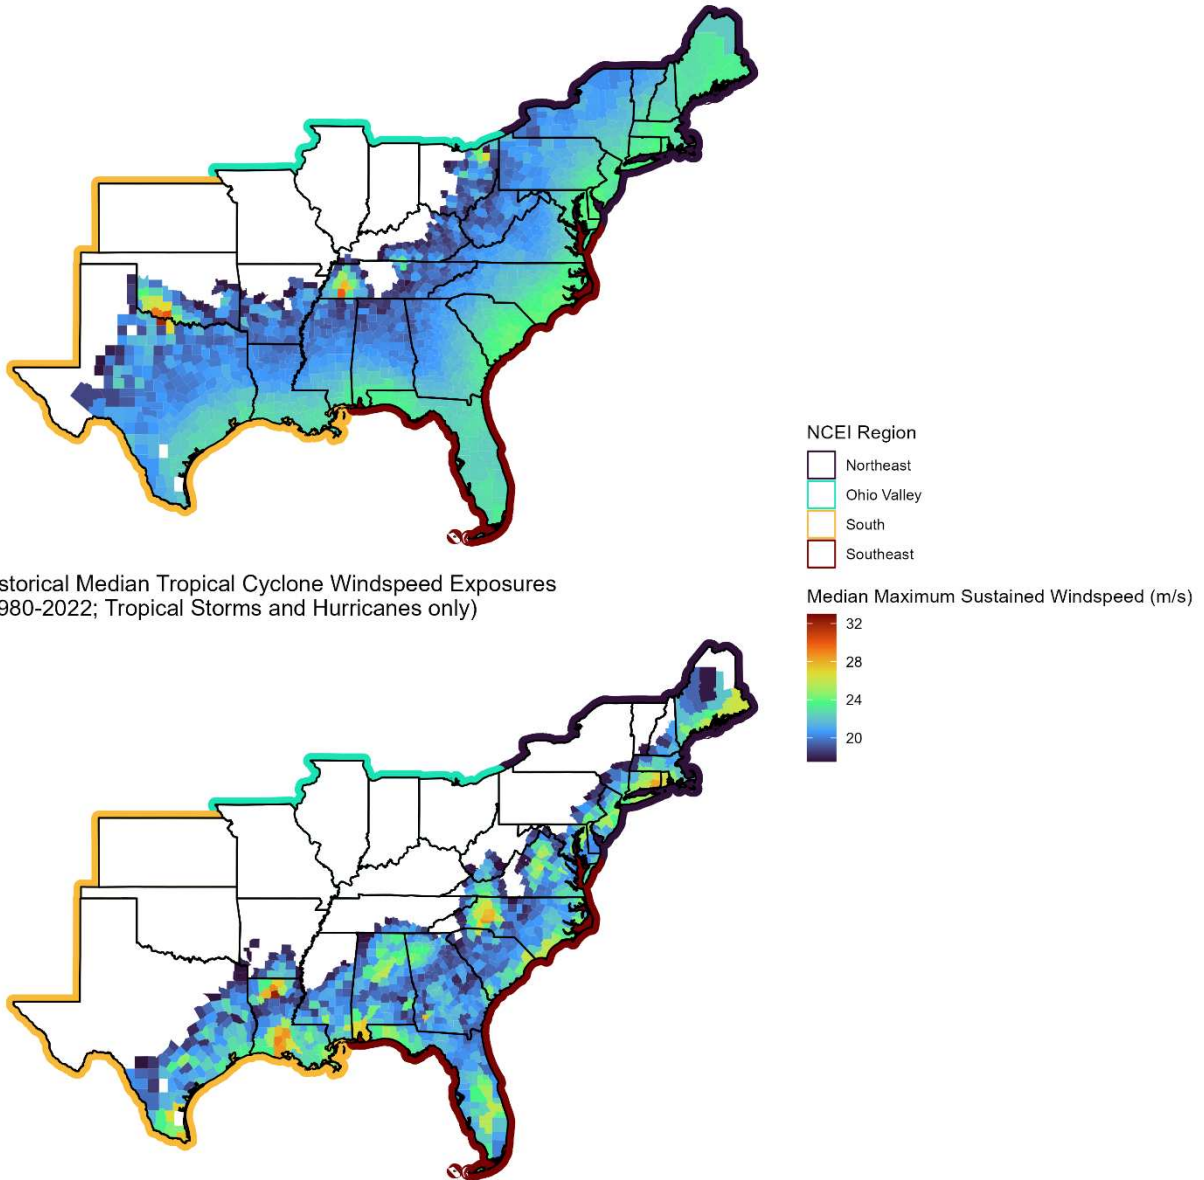 NCEI Region
Northeast
Ohio Valley
South
Southeast
storical Median Tropical Cyclone Windspeed Exposures
980-2022; Tropical Storms and Hurricanes only)
Median Maximum Sustained Windspeed (m/s)
32
28
24
20